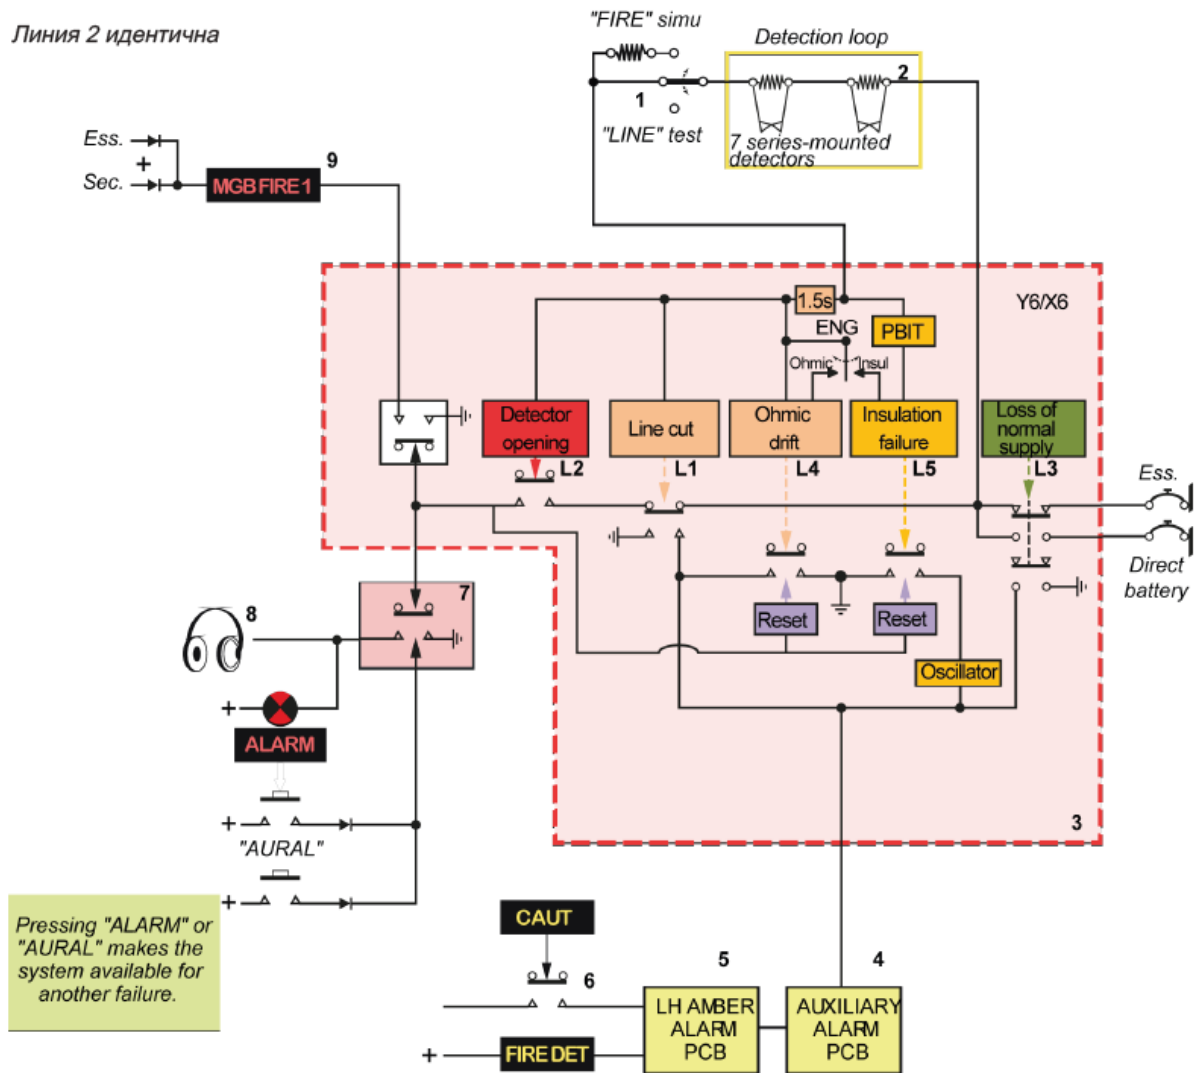 Линия 2 идентична
"FIRE" simu
Detection loop
1
2
"LINE" test
7 series-mounted
detectors
Ess.
+
Sec.
MGB FIRE 1
9
Y6/X6
1.5s
ENG
PBIT
Ohmic
Insul
Detector
opening
Line cut
Ohmic
drift
Insulation
failure
Loss of
normal
supply
L2
L1
L4
L5
L3
Ess.
Direct
battery
7
8
Reset
Reset
Oscillator
+
ALARM
+
"AURAL"
+
3
Pressing "ALARM" or
"AURAL" makes the
system available for
another failure.
CAUT
6
5
4
LH AMBER
ALARM
PCB
AUXILIARY
ALARM
PCB
+
FIRE DET